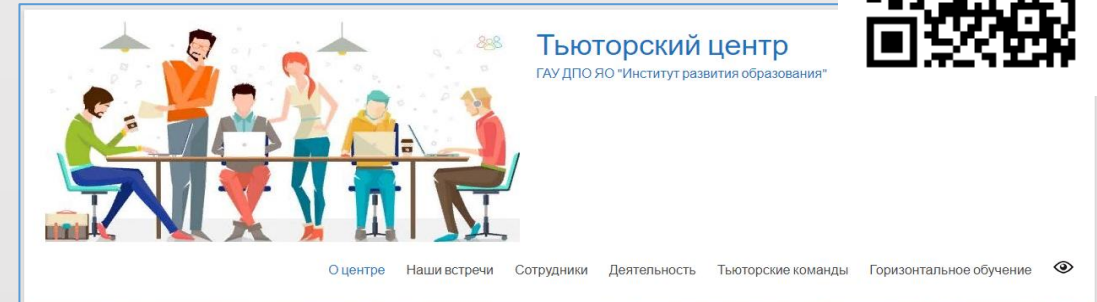 Тьюторский центр
ГАУ ДПО ЯО "Институт развития образования"
О центре Наши встречи Сотрудники Деятельность Тьюторские команды Горизонтальное обучение